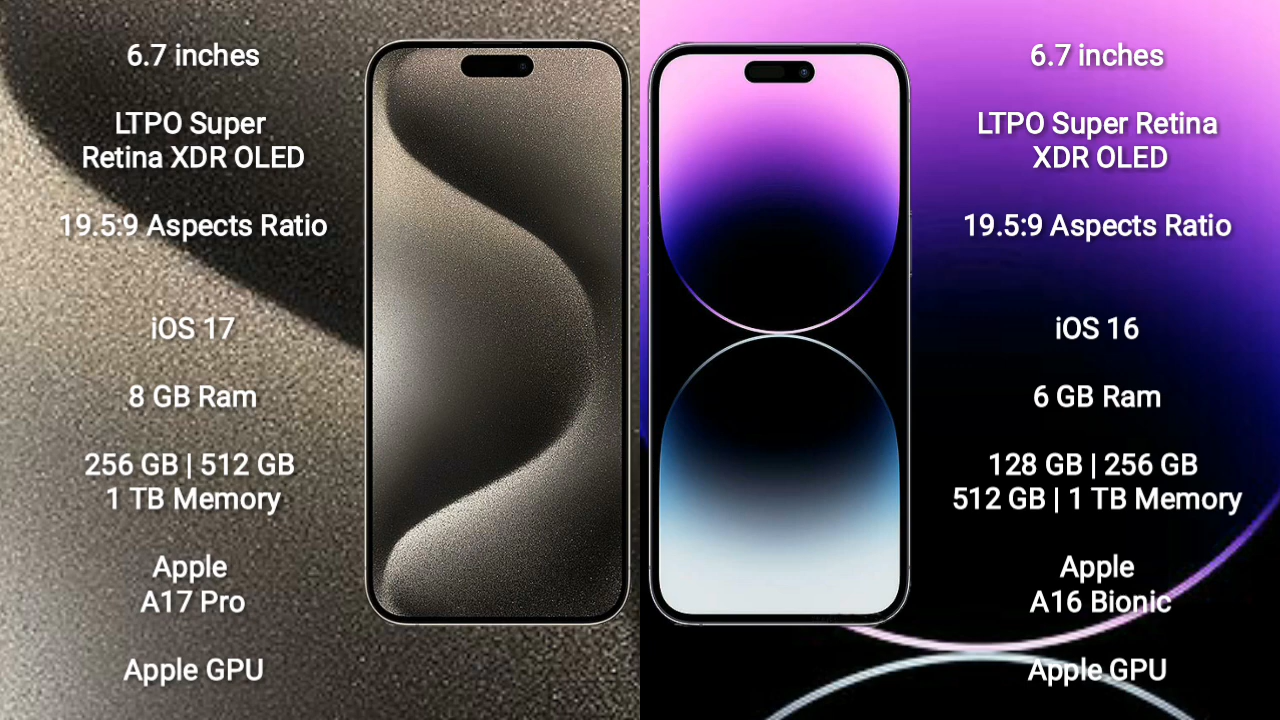 6.7 inches
LTPO Super
Retina XDR OLED
19.5:9 Aspects Ratio
iOS 17
8 GB Ram
256 GB | 512 GB
1 TB Memory
Apple
A17 Pro
Apple GPU
6.7 inches
LTPO Super Retina
XDR OLED
19.5:9 Aspects Ratio
iOS 16
6 GB Ram
128 GB | 256 GB
512 GB | 1 TB Memory
Apple
A16 Bionic
Apple GPU